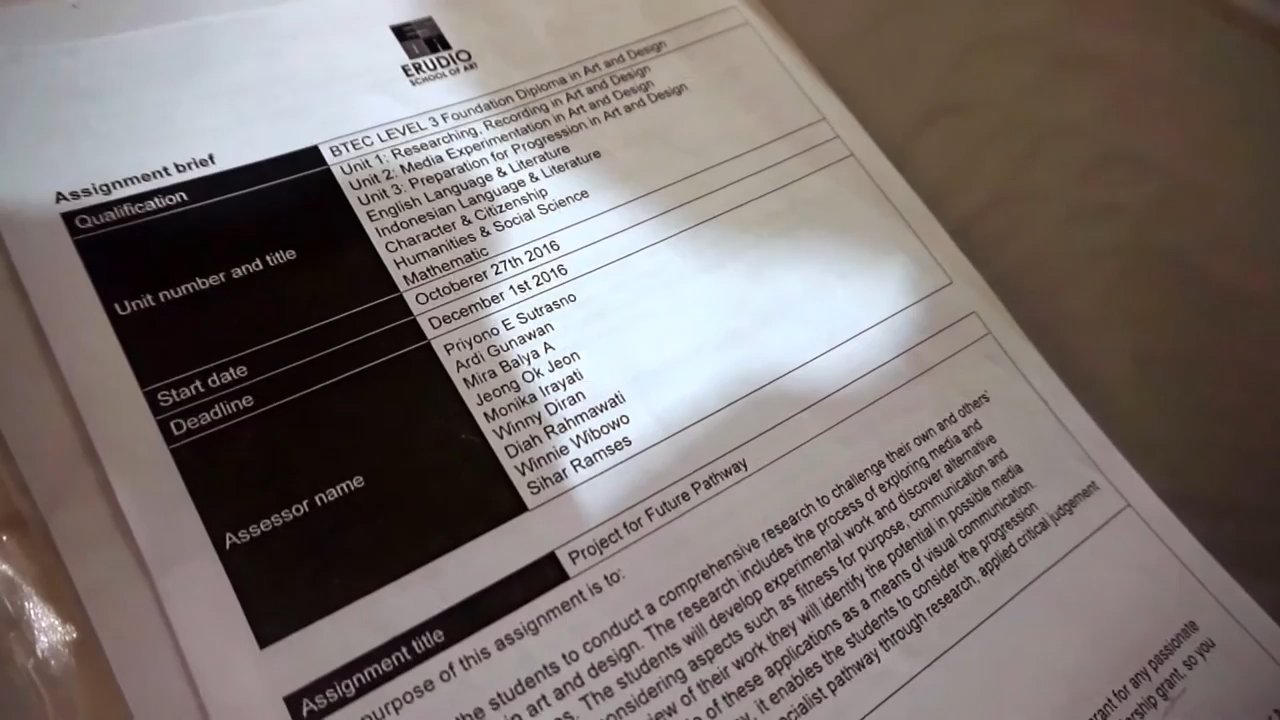 ERUDIO
SCHOOL OF ART
Assignment brief
Qualification
BTEC LEVEL 3 Foundation Diploma in Art and Design
Unit number and title
Unit 1: Researching, Recording in Art and Design
Unit 2: Media Experimentation in Art and Design
Unit 3: Preparation for Progression in Art and Design
English Language & Literature
Indonesian Language & Literature
Character & Citizenship
Humanities & Social Science
Mathematic
Start date
Octoberer 27th 2016
Deadline
December 1st 2016
Assessor name
Priyono E Sutrasno
Ardi Gunawan
Mira Balya A
Jeong Ok Jeon
Monika Irayati
Winny Diran
Diah Rahmawati
Winnie Wibowo
Sihar Ramses
Assignment title
Project for Future Pathway
purpose of this assignment is to:
the students to conduct a comprehensive research to challenge their own and others'
in art and design. The research includes the process of exploring media and
The students will develop experimental work and discover alternative
considering aspects such as fitness for purpose, communication and
of their work they will identify the potential in possible media
of these applications as a means of visual communication.
it enables the students to consider the progression
pathway through research, applied critical judgement
for any passionate
grant, so you